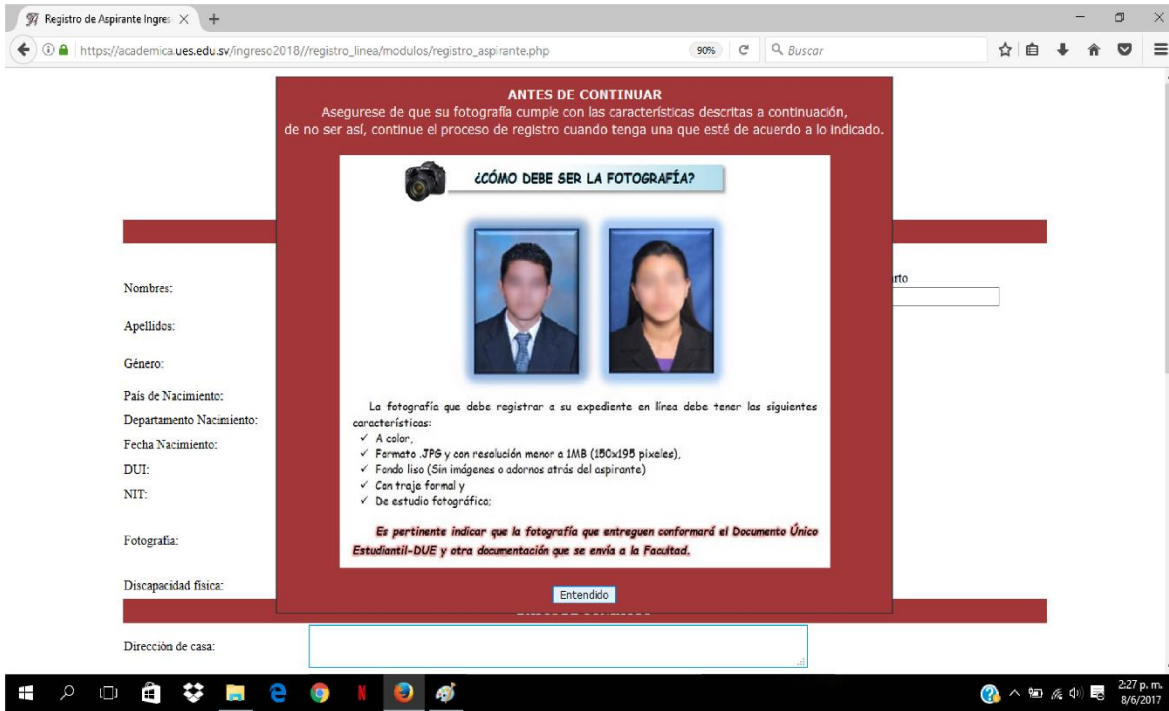 Registro de Aspirante Ingres
https://academica.ues.edu.sv/ingreso2018//registro_linea/modulos/registro_aspirante.php
90%
Buscar
ANTES DE CONTINUAR
Asegurese de que su fotografía cumple con las características descritas a continuación,
de no ser así, continue el proceso de registro cuando tenga una que esté de acuerdo a lo indicado.
¿CÓMO DEBE SER LA FOTOGRAFÍA?
La fotografía que debe registrar a su expediente en línea debe tener las siguientes
características:
✓ A color,
✓ Formato .JPG y con resolución menor a 1MB (150x195 pixeles),
✓ Fondo liso (Sin imágenes o adornos atrás del aspirante)
✓ Con traje formal y
✓ De estudio fotográfico;
Es pertinente indicar que la fotografía que entreguen conformará el Documento Único
Estudiantil-DUE y otra documentación que se envía a la Facultad.
Entendido
Nombres:
Apellidos:
Género:
País de Nacimiento:
Departamento Nacimiento:
Fecha Nacimiento:
DUI:
NIT:
Fotografía:
Discapacidad física:
Dirección de casa:
2:27 p. m.
8/6/2017